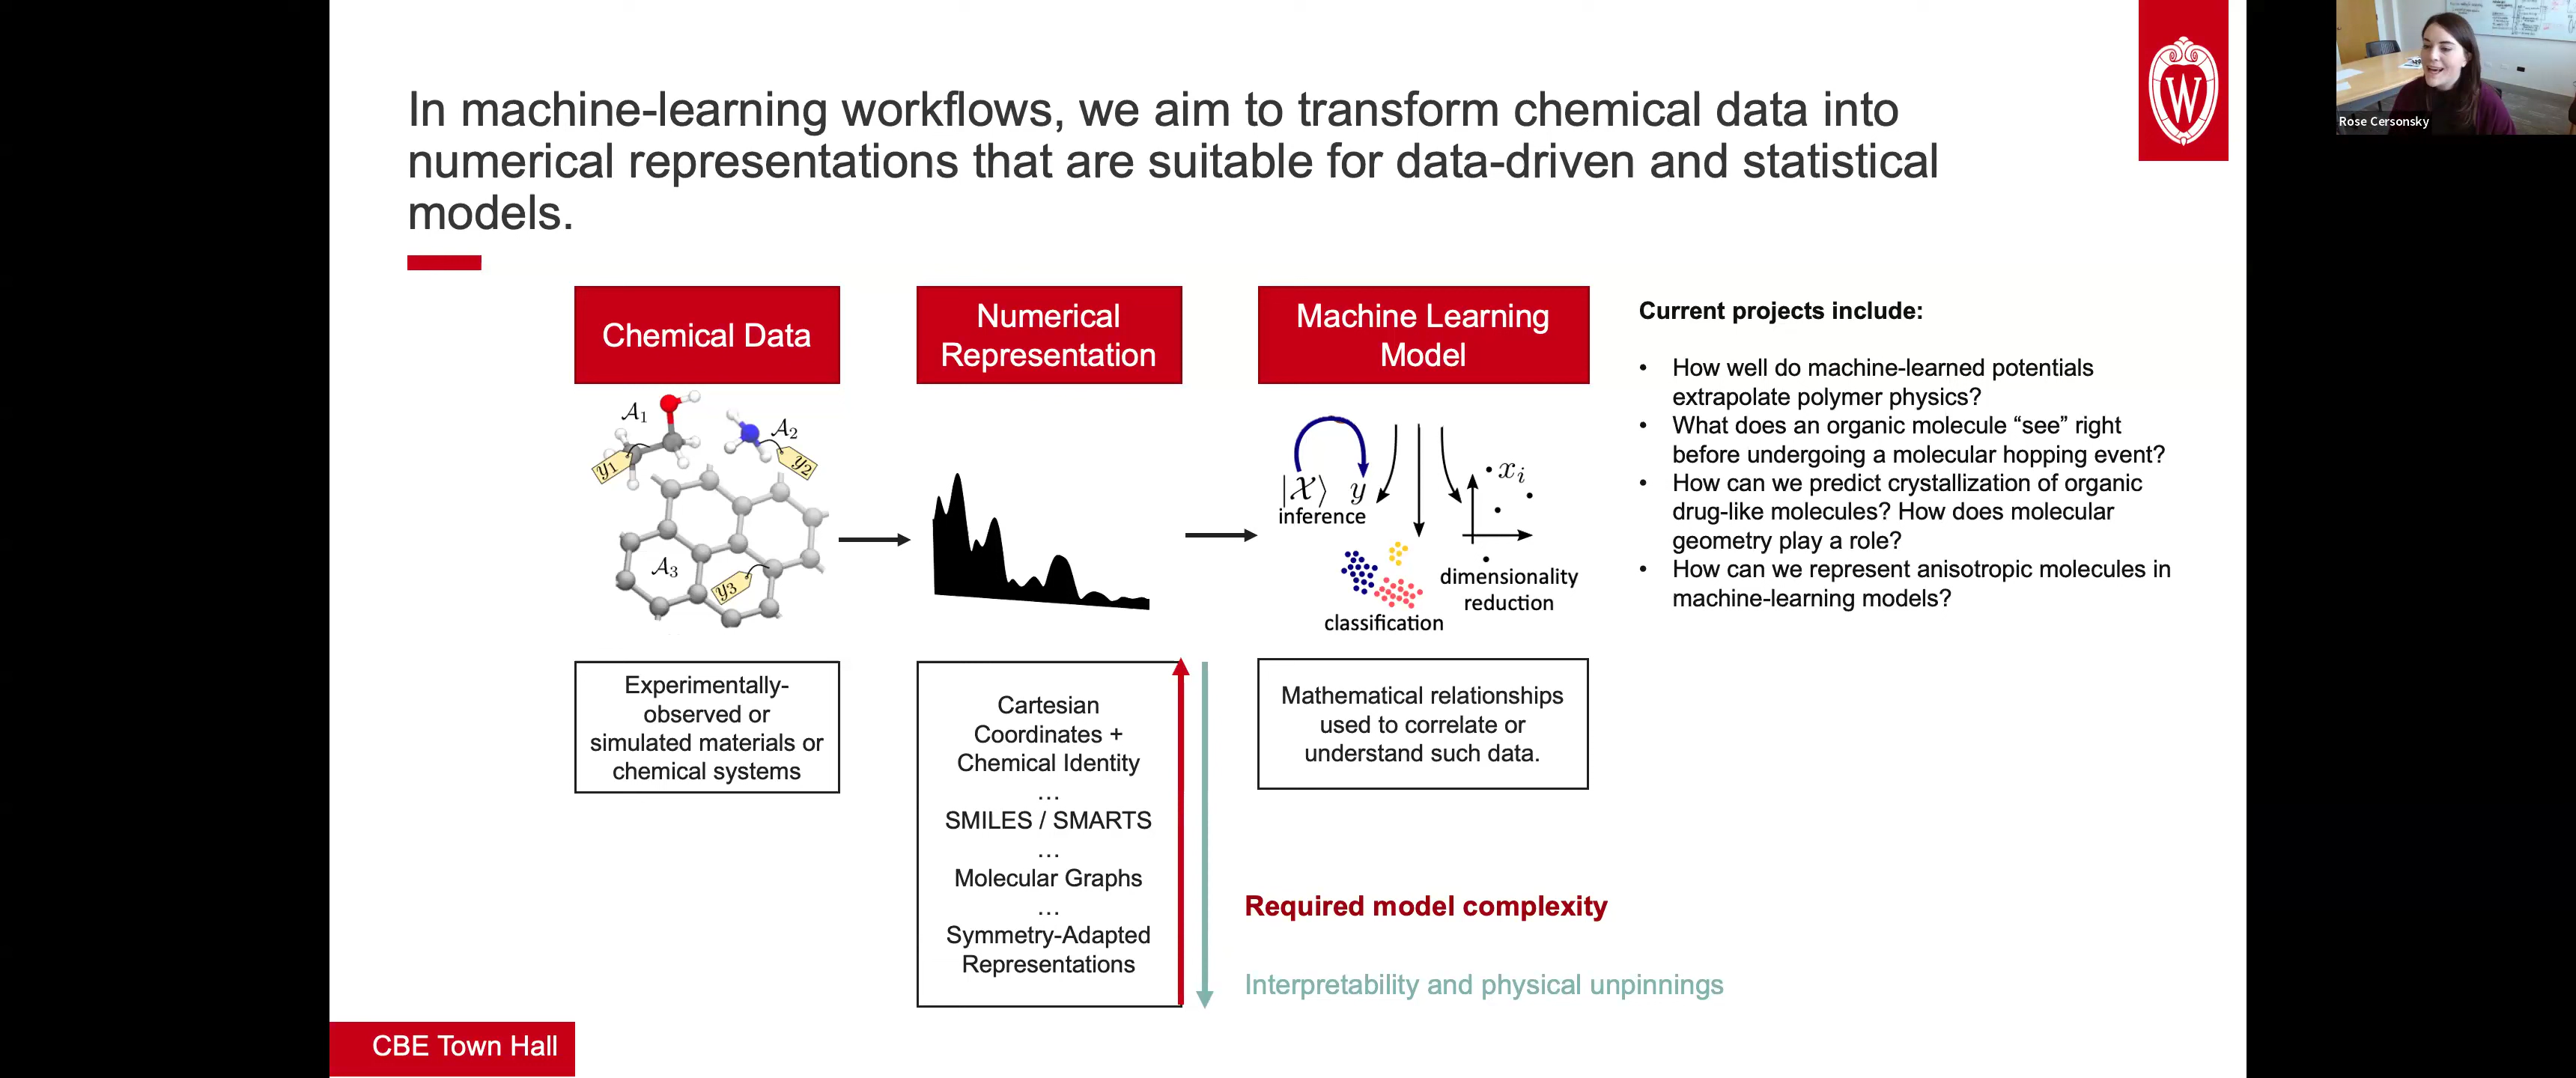 In machine-learning workflows, we aim to transform chemical data into
numerical representations that are suitable for data-driven and statistical
models.
W
Rose Cersonsky
Chemical Data
Numerical
Representation
Machine Learning
Model
𝒜₁
y₁
𝒜₂
y₂
𝒜₃
y₃
|𝒳⟩ y
inference
xᵢ
dimensionality
reduction
classification
Experimentally-
observed or
simulated materials or
chemical systems
Cartesian
Coordinates +
Chemical Identity
...
SMILES / SMARTS
...
Molecular Graphs
...
Symmetry-Adapted
Representations
Mathematical relationships
used to correlate or
understand such data.
Required model complexity
Interpretability and physical unpinnings
Current projects include:
• How well do machine-learned potentials
extrapolate polymer physics?
• What does an organic molecule “see” right
before undergoing a molecular hopping event?
• How can we predict crystallization of organic
drug-like molecules? How does molecular
geometry play a role?
• How can we represent anisotropic molecules in
machine-learning models?
CBE Town Hall